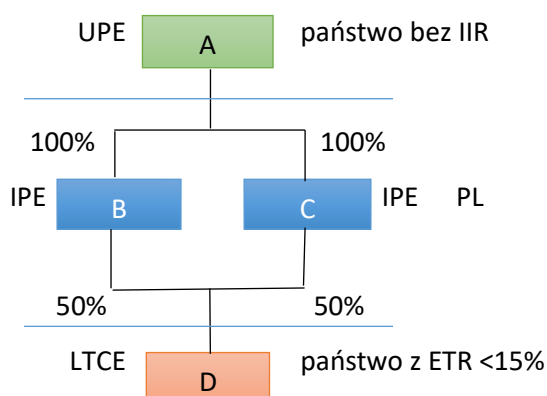 UPE A państwo bez IIR
100% 100%
IPE B C IPE PL
50% 50%
LTCE D państwo z ETR <15%